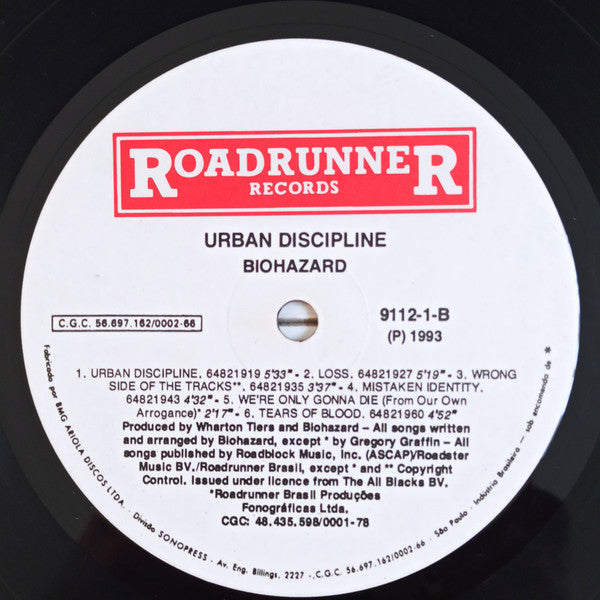 ROADRUNNER
RECORDS
URBAN DISCIPLINE
BIOHAZARD
C.G.C. 56.697.162/0002-66
9112-1-B
(P) 1993
1. URBAN DISCIPLINE, 64821919 5'33" - 2. LOSS, 64821927 5'19" - 3. WRONG
SIDE OF THE TRACKS**, 64821935 3'37" - 4. MISTAKEN IDENTITY,
64821943 4'32" - 5. WE'RE ONLY GONNA DIE (From Our Own
Arrogance)* 2'17" - 6. TEARS OF BLOOD, 64821960 4'52"
Produced by Wharton Tiers and Biohazard – All songs written
and arranged by Biohazard, except * by Gregory Graffin – All
songs published by Roadblock Music, Inc. (ASCAP)/Roadster
Music BV./Roadrunner Brasil, except * and ** Copyright
Control. Issued under licence from The All Blacks BV.
*Roadrunner Brasil Produções
Fonográficas Ltda.
CGC: 48.435.598/0001-78
Fabricado por BMG ARIOLA DISCOS LTDA. - Divisão SONOPRESS - Av. Eng. Billings, 2227 - C.G.C. 56.697.162/0002-66 - São Paulo - Indústria Brasileira - sob encomenda de *